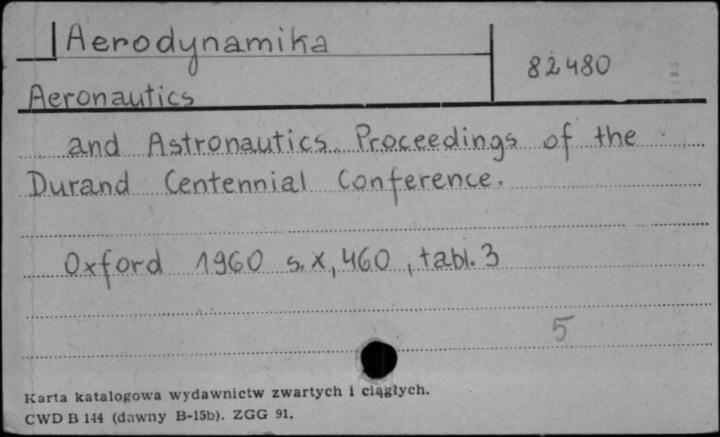 Aerodynamika
82480
Aeronautics
and Astronautics. Proceedings of the
Durand Centennial Conference.
Oxford 1960 s. X, 460, tabl. 3
5
Karta katalogowa wydawnictw zwartych i ciągłych.
CWD B 144 (dawny B-15b). ZGG 91.